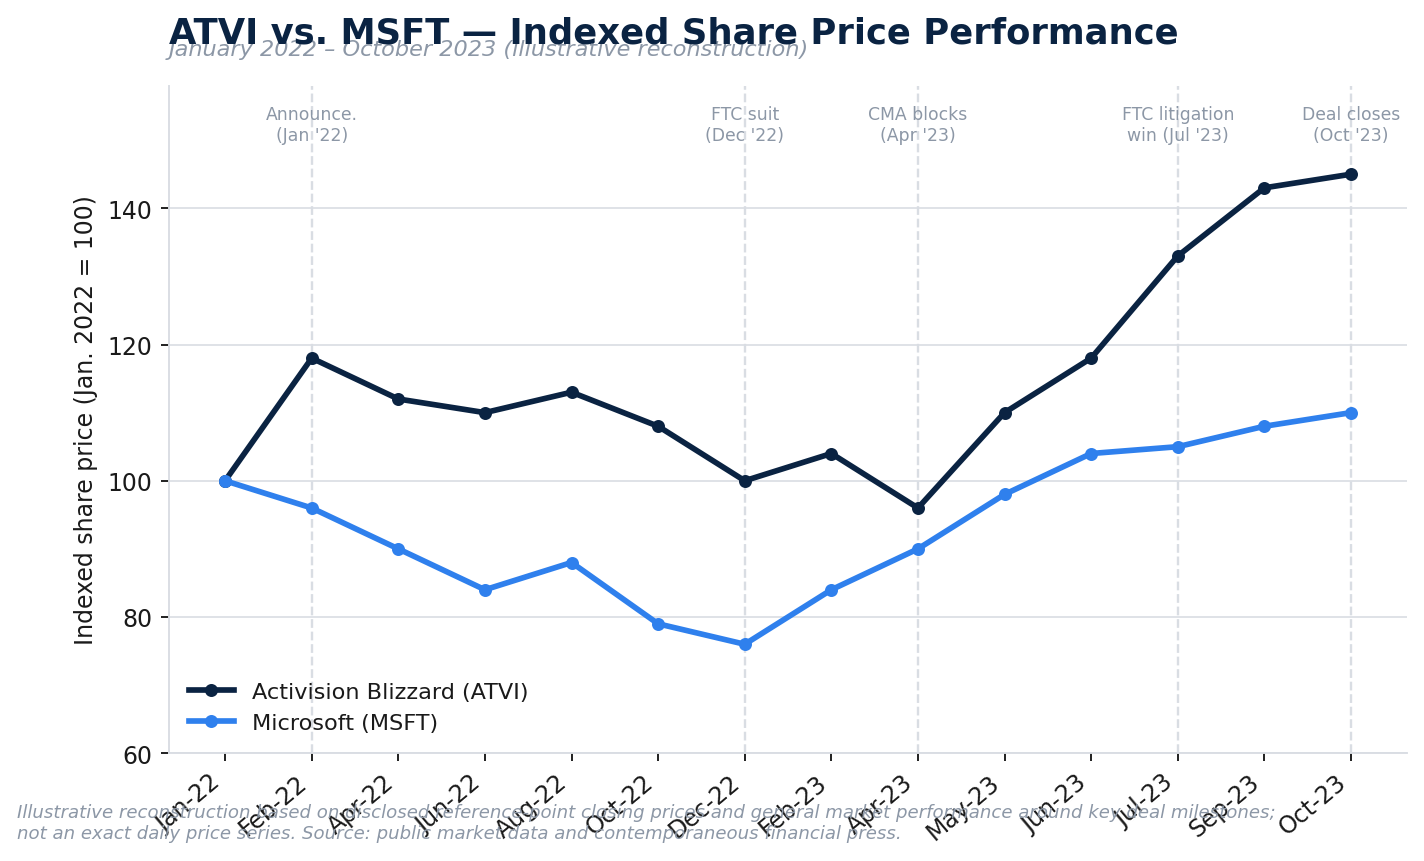 ATVI vs. MSFT — Indexed Share Price Performance
January 2022 – October 2023 (illustrative reconstruction)
Announce.
(Jan '22)
FTC suit
(Dec '22)
CMA blocks
(Apr '23)
FTC litigation
win (Jul '23)
Deal closes
(Oct '23)
Indexed share price (Jan. 2022 = 100)
140
120
100
80
60
Activision Blizzard (ATVI)
Microsoft (MSFT)
Jan-22
Feb-22
Apr-22
Jun-22
Aug-22
Oct-22
Dec-22
Feb-23
Apr-23
May-23
Jun-23
Jul-23
Sep-23
Oct-23
Illustrative reconstruction based on disclosed reference-point closing prices and general market performance around key deal milestones;
not an exact daily price series. Source: public market data and contemporaneous financial press.